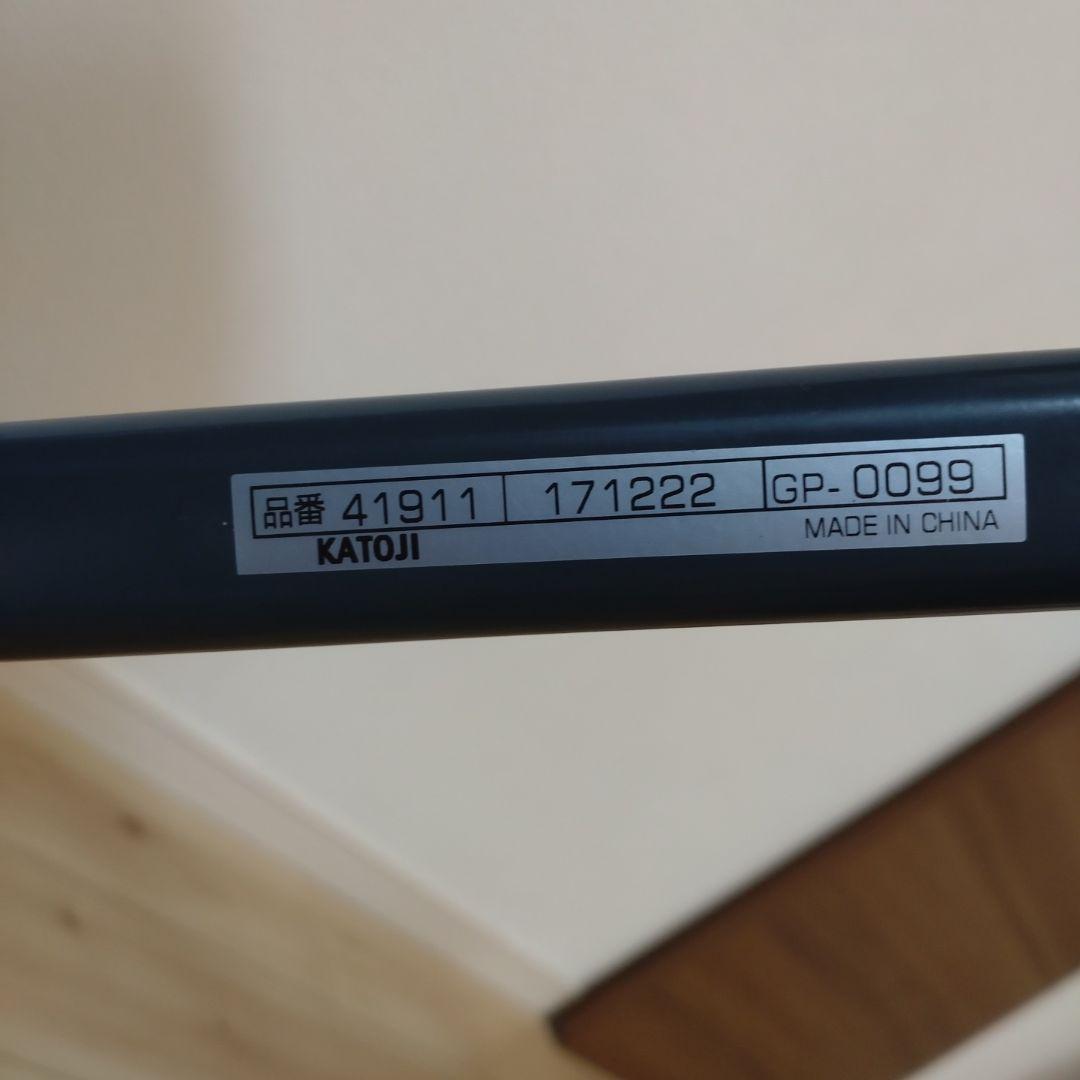 品番 41911 171222 GP- 0099
KATOJI MADE IN CHINA